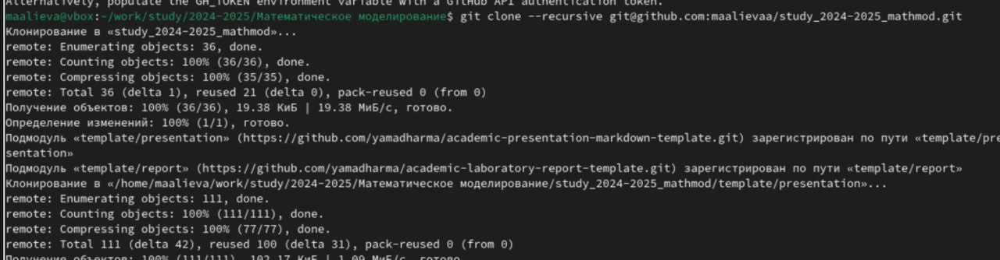 Alternatively, populate the GH_TOKEN environment variable with a GitHub API authentication token.
maalieva@vbox:~/work/study/2024-2025/Математическое моделирование$ git clone --recursive git@github.com:maalievaa/study_2024-2025_mathmod.git
Клонирование в «study_2024-2025_mathmod»...
remote: Enumerating objects: 36, done.
remote: Counting objects: 100% (36/36), done.
remote: Compressing objects: 100% (35/35), done.
remote: Total 36 (delta 1), reused 21 (delta 0), pack-reused 0 (from 0)
Получение объектов: 100% (36/36), 19.38 КиБ | 19.38 МиБ/с, готово.
Определение изменений: 100% (1/1), готово.
Подмодуль «template/presentation» (https://github.com/yamadharma/academic-presentation-markdown-template.git) зарегистрирован по пути «template/pre
sentation»
Подмодуль «template/report» (https://github.com/yamadharma/academic-laboratory-report-template.git) зарегистрирован по пути «template/report»
Клонирование в «/home/maalieva/work/study/2024-2025/Математическое моделирование/study_2024-2025_mathmod/template/presentation»...
remote: Enumerating objects: 111, done.
remote: Counting objects: 100% (111/111), done.
remote: Compressing objects: 100% (77/77), done.
remote: Total 111 (delta 42), reused 100 (delta 31), pack-reused 0 (from 0)
Получение объектов: 100% (111/111), 102.17 КиБ | 1.09 МиБ/с, готово.